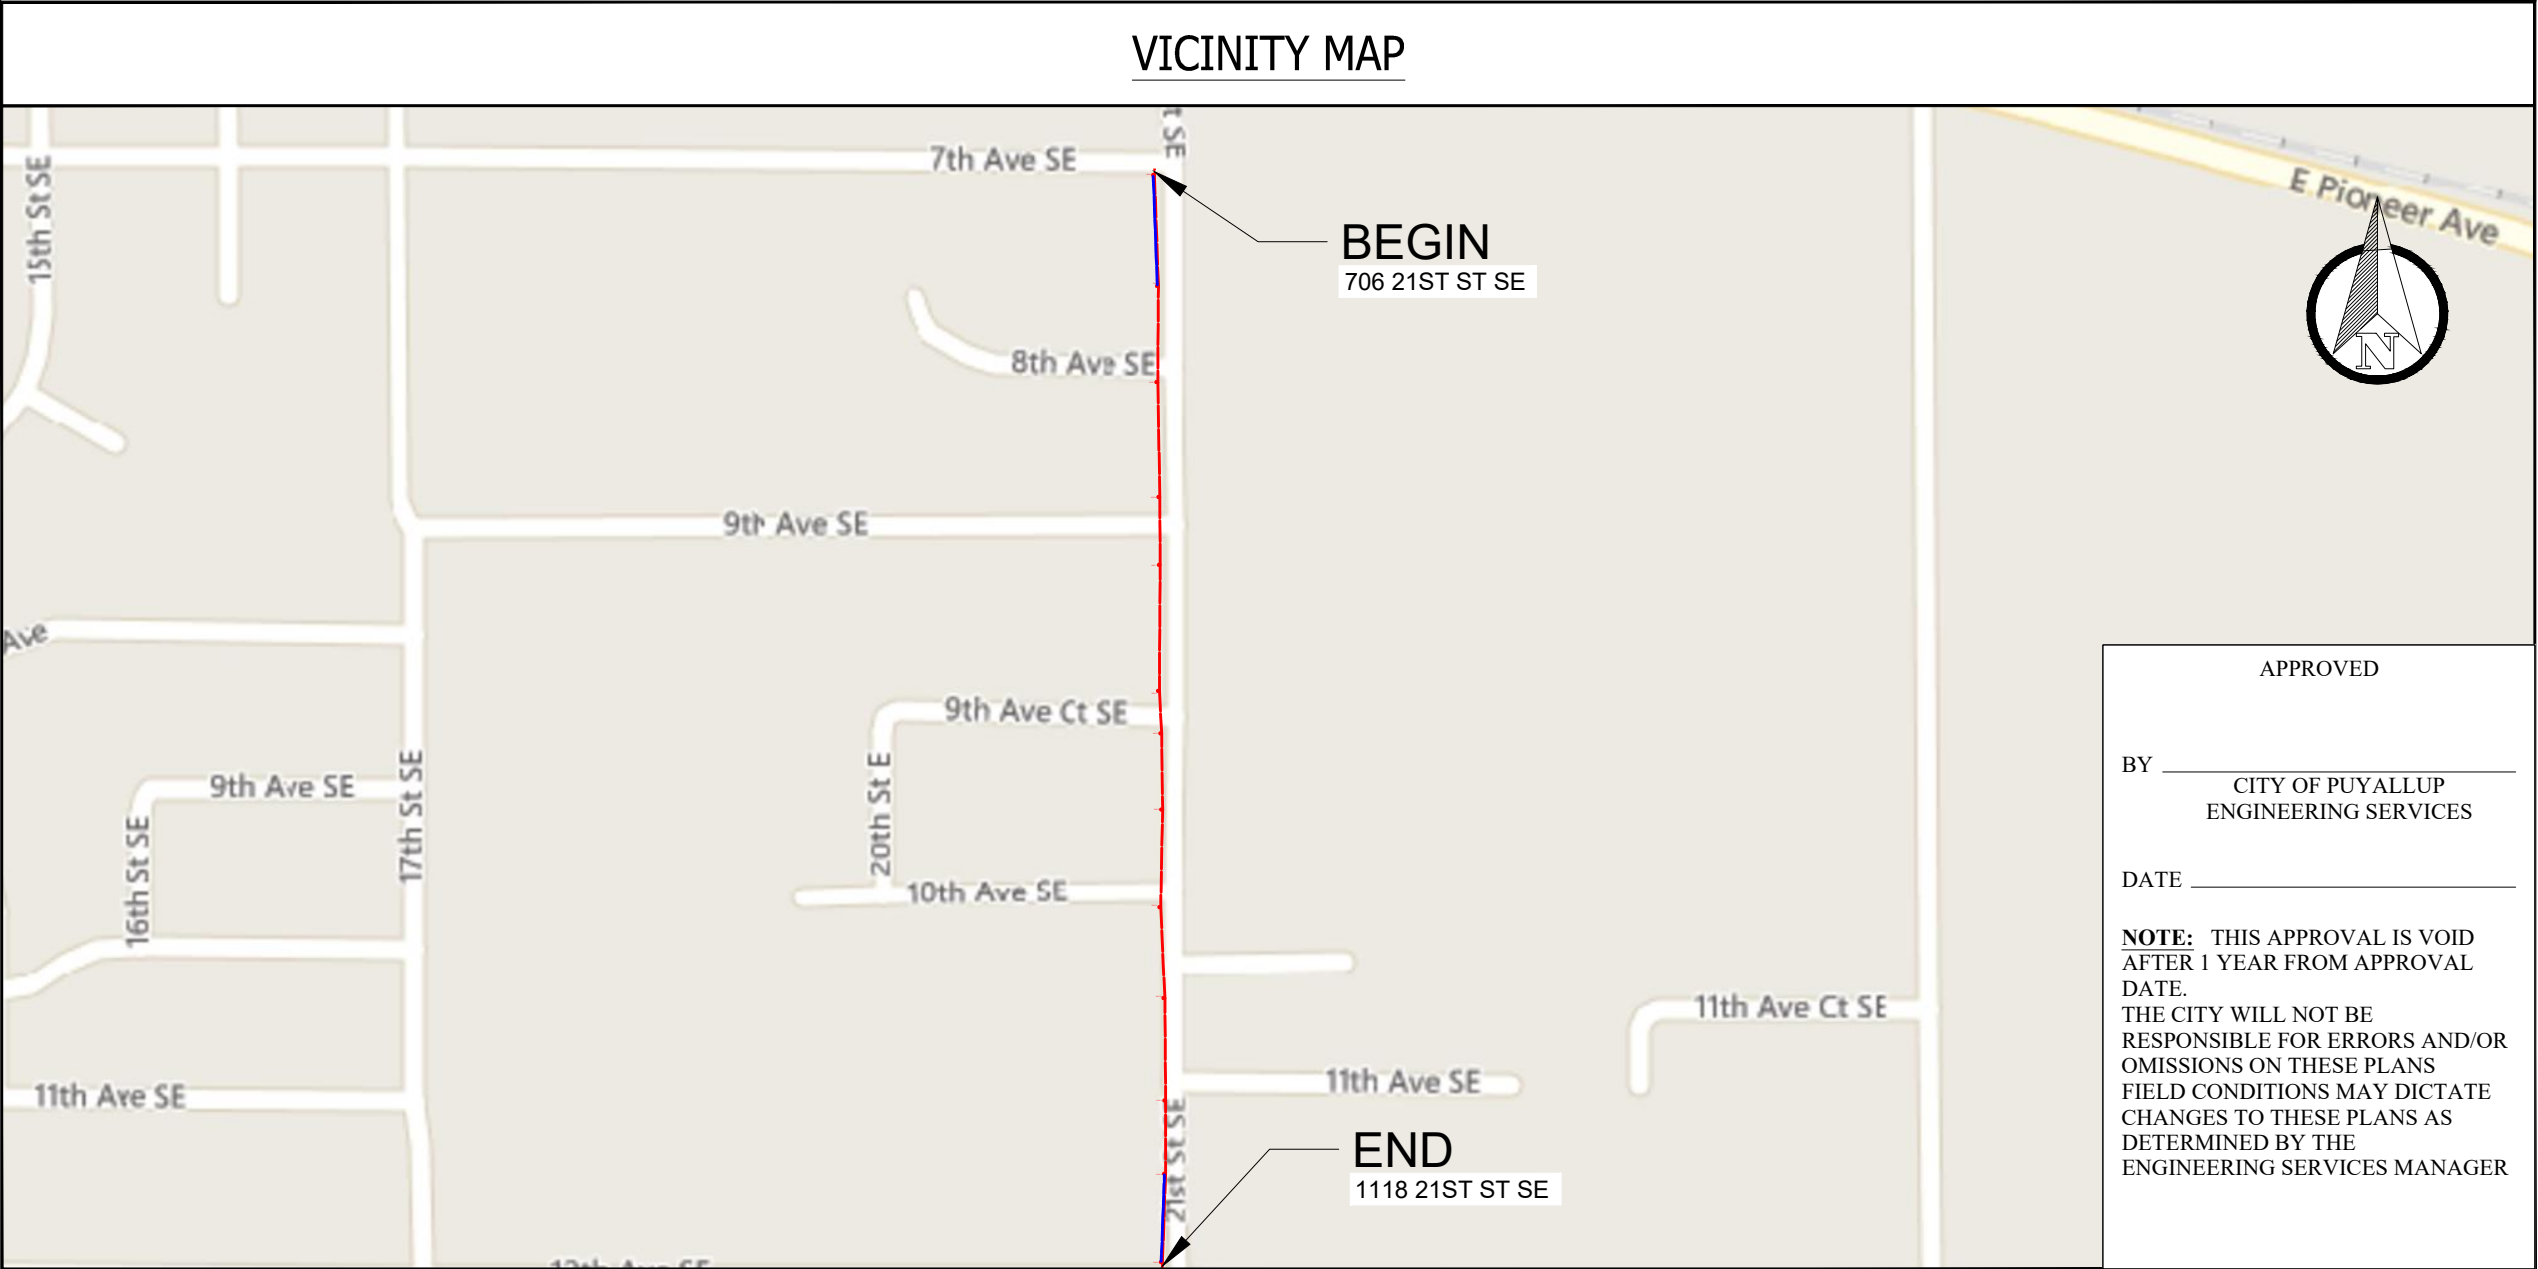 VICINITY MAP
t SE
7th Ave SE
15th St SE
E Pioneer Ave
BEGIN
706 21ST ST SE
N
8th Ave SE
9th Ave SE
Ave
9th Ave Ct SE
20th St E
17th St SE
9th Ave SE
16th St SE
10th Ave SE
11th Ave Ct SE
11th Ave SE
11th Ave SE
21st St SE
END
1118 21ST ST SE
12th Ave SE
APPROVED
BY
CITY OF PUYALLUP
ENGINEERING SERVICES
DATE
NOTE: THIS APPROVAL IS VOID
AFTER 1 YEAR FROM APPROVAL
DATE.
THE CITY WILL NOT BE
RESPONSIBLE FOR ERRORS AND/OR
OMISSIONS ON THESE PLANS
FIELD CONDITIONS MAY DICTATE
CHANGES TO THESE PLANS AS
DETERMINED BY THE
ENGINEERING SERVICES MANAGER